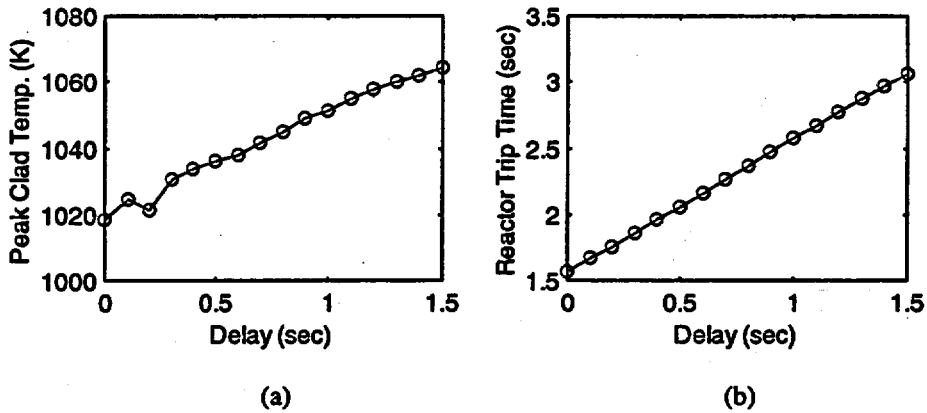 Peak Clad Temp. (K)
1080
1060
1040
1020
1000
0 0.5 1 1.5
Delay (sec)
(a)
Reactor Trip Time (sec)
3.5
3
2.5
2
1.5
0 0.5 1 1.5
Delay (sec)
(b)